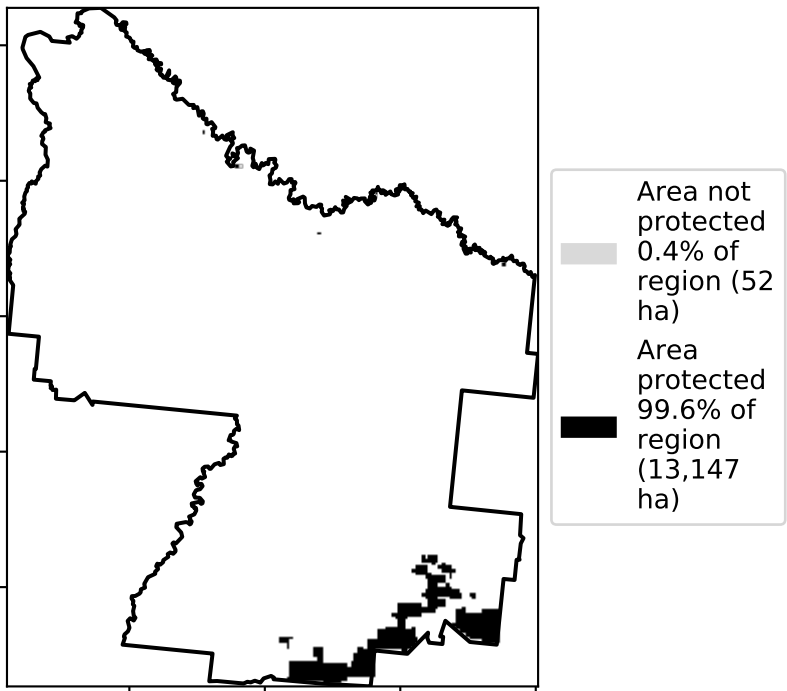 Area not
protected
0.4% of
region (52
ha)
Area
protected
99.6% of
region
(13,147
ha)